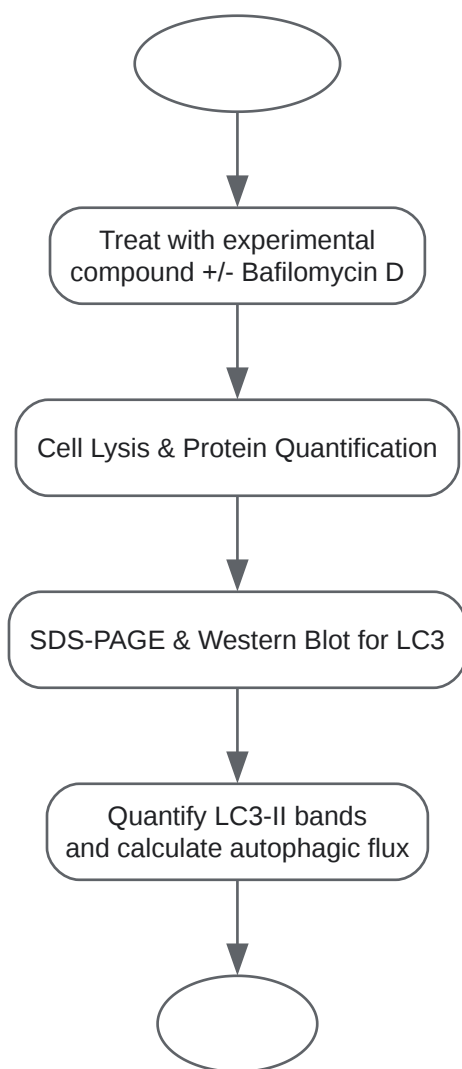 Treat with experimental
compound +/- Bafilomycin D
Cell Lysis & Protein Quantification
SDS-PAGE & Western Blot for LC3
Quantify LC3-II bands
and calculate autophagic flux